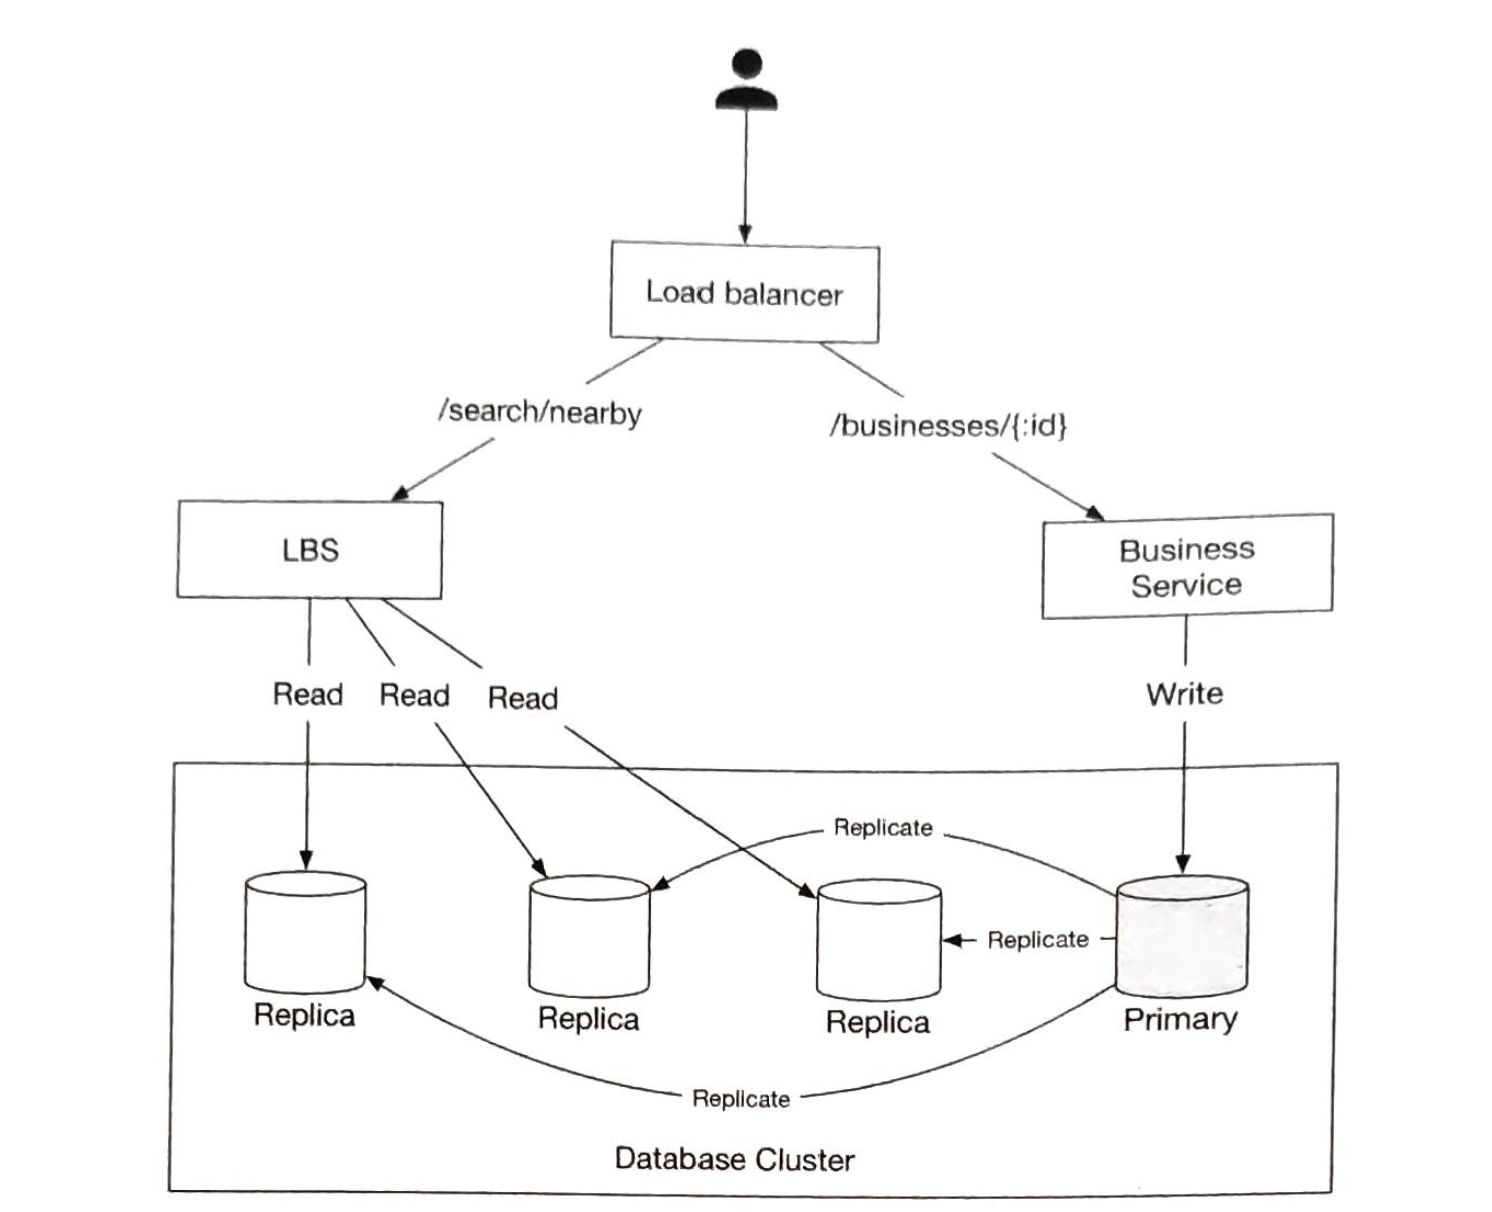 Load balancer
/search/nearby
/businesses/{:id}
LBS
Business
Service
Read
Read
Read
Write
Replicate
Replicate
Replica
Replica
Replica
Primary
Replicate
Database Cluster